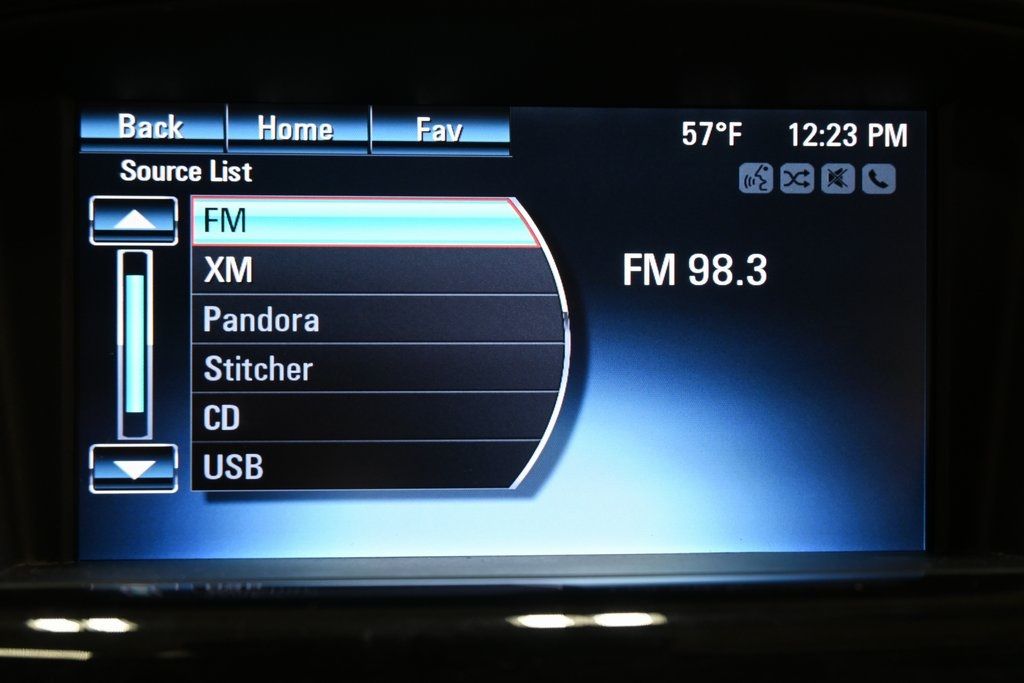 Back Home Fav 57°F 12:23 PM
Source List
FM
XM
Pandora
Stitcher
CD
USB
FM 98.3